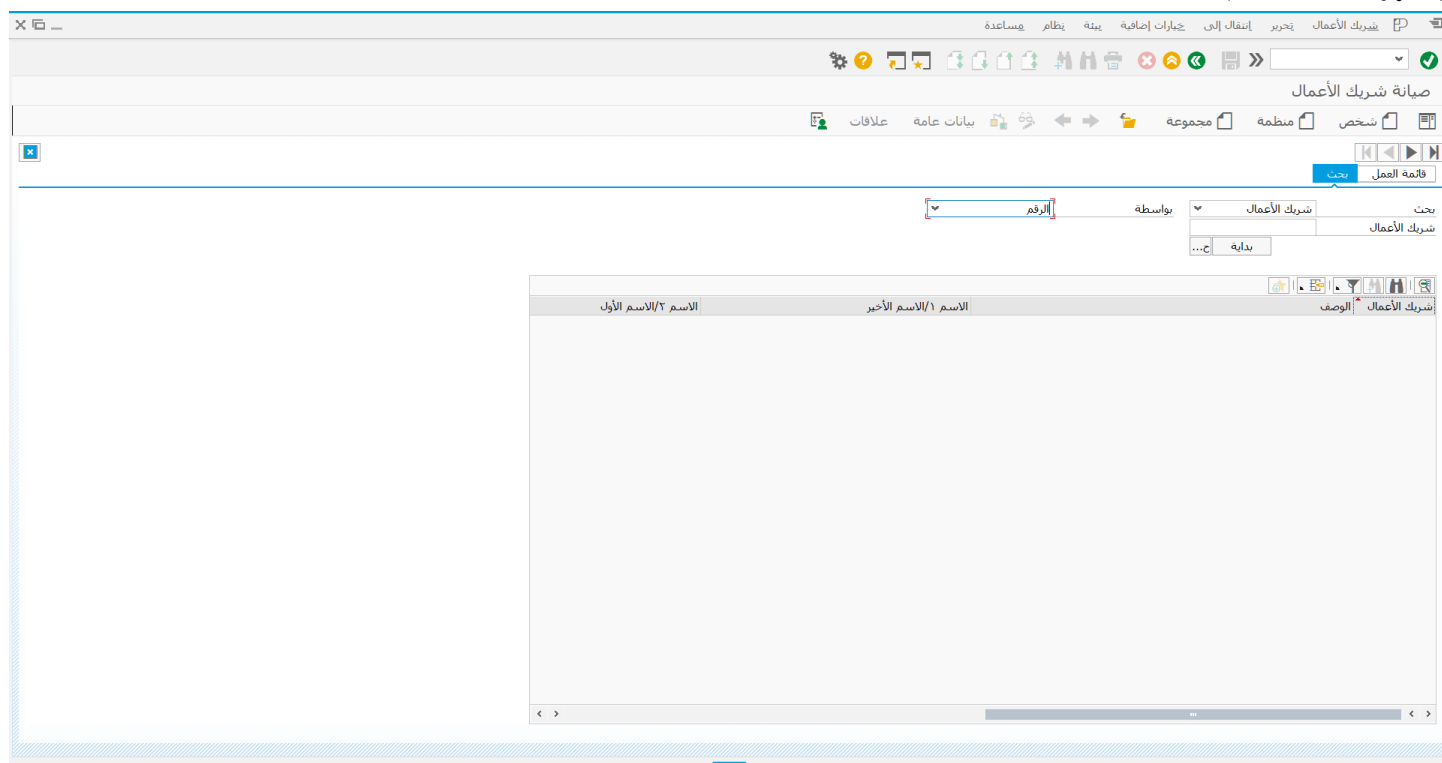 شريك الأعمال تحرير إنتقال إلى خيارات إضافية بيئة نظام مساعدة
صيانة شريك الأعمال
شخص منظمة مجموعة بيانات عامة علاقات
قائمة العمل بحث
بحث شريك الأعمال بواسطة الرقم
شريك الأعمال
بداية ح...
شريك الأعمال الوصف الاسم ١/الاسم الأخير الاسم ٢/الاسم الأول